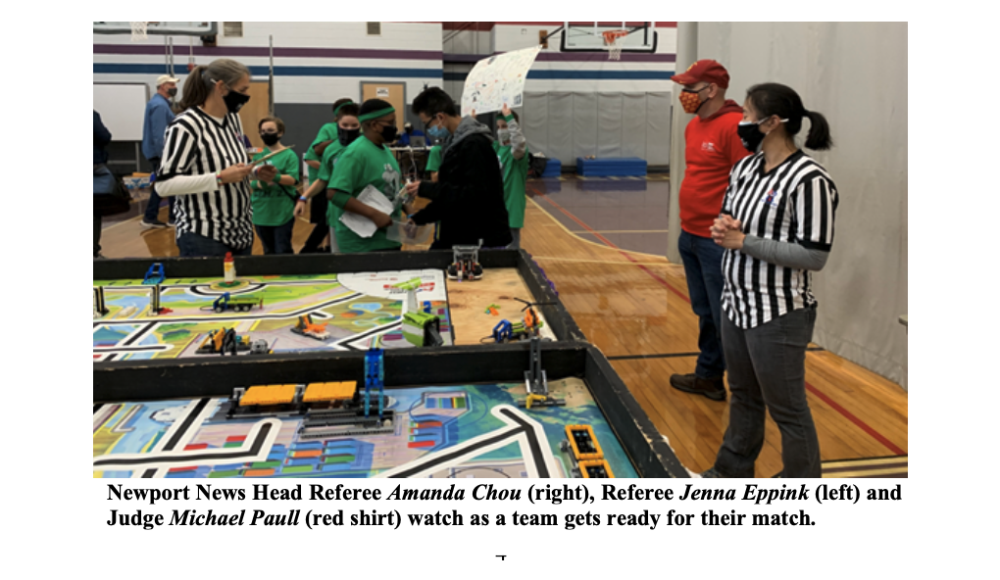 Newport News Head Referee Amanda Chou (right), Referee Jenna Eppink (left) and
Judge Michael Paull (red shirt) watch as a team gets ready for their match.